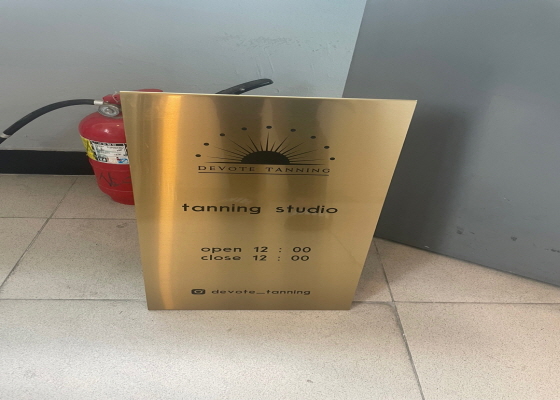 DEVOTE TANNING
tanning studio
open 12 : 00
close 12 : 00
devote_tanning